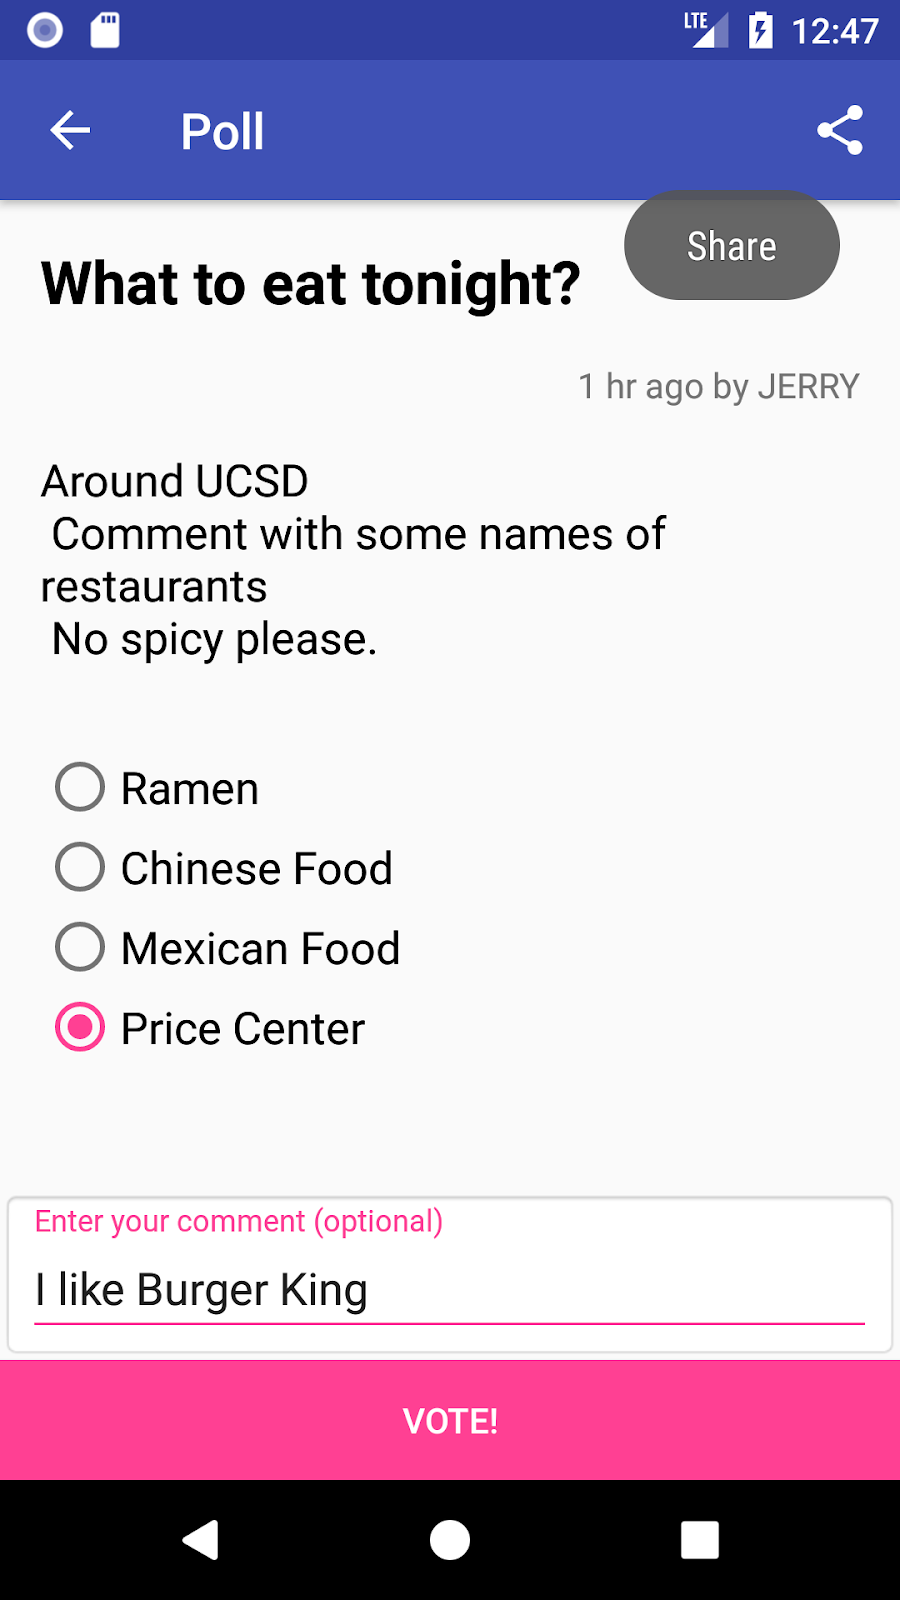 LTE 12:47
Poll
Share
What to eat tonight?
1 hr ago by JERRY
Around UCSD
Comment with some names of
restaurants
No spicy please.
Ramen
Chinese Food
Mexican Food
Price Center
Enter your comment (optional)
I like Burger King
VOTE!